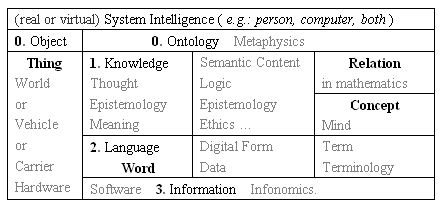 (real or virtual) System Intelligence ( e.g.: person, computer, both )
0. Object 0. Ontology Metaphysics
Thing 1. Knowledge Semantic Content Relation
World Thought Logic in mathematics
or Epistemology Epistemology Concept
Vehicle Meaning Ethics ... Mind
or 2. Language Digital Form Term
Carrier Word Data Terminology
Hardware Software 3. Information Infonomics.